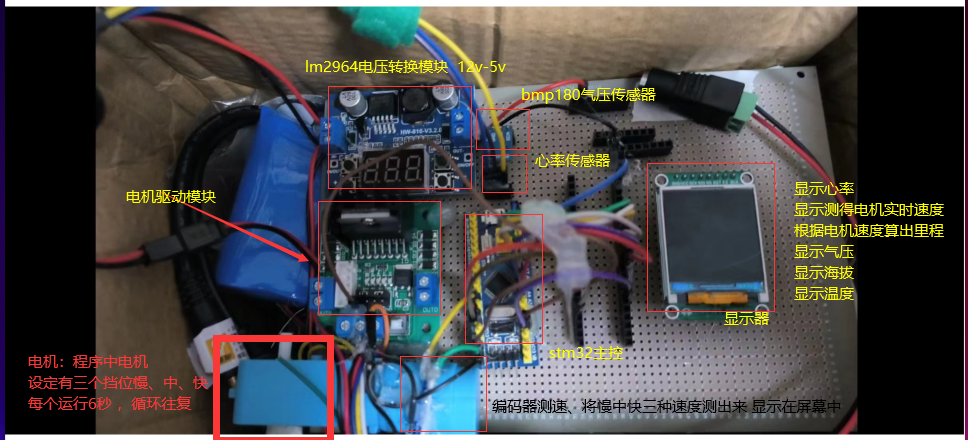 lm2964电压转换模块 12v-5v
bmp180气压传感器
HW-816-V3.2.0
心率传感器
电机驱动模块
显示心率
显示测得电机实时速度
根据电机速度算出里程
显示气压
显示海拔
显示温度
显示器
stm32主控
电机：程序中电机
设定有三个挡位慢、中、快
每个运行6秒 ，循环往复
编码器测速、将慢中快三种速度测出来 显示在屏幕中